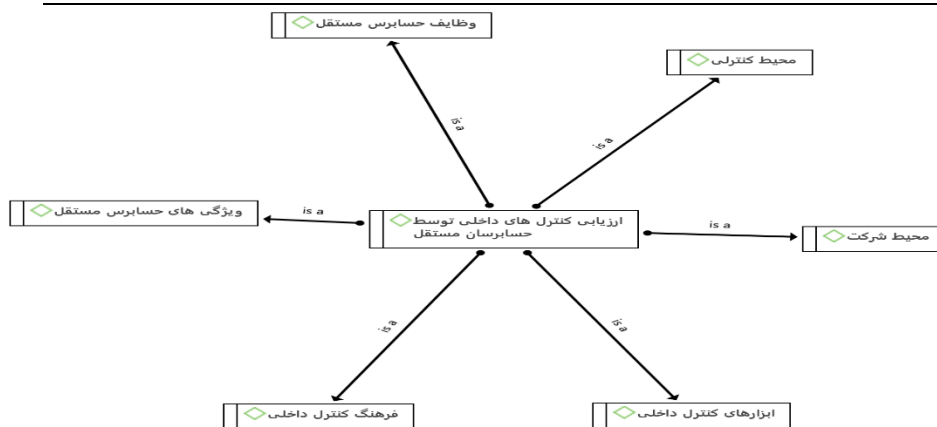 وظایف حسابرس مستقل
محیط کنترلی
is a
is a
ویژگی های حسابرس مستقل
is a
ارزیابی کنترل های داخلی توسط
حسابرسان مستقل
is a
محیط شرکت
is a
is a
فرهنگ کنترل داخلی
ابزارهای کنترل داخلی